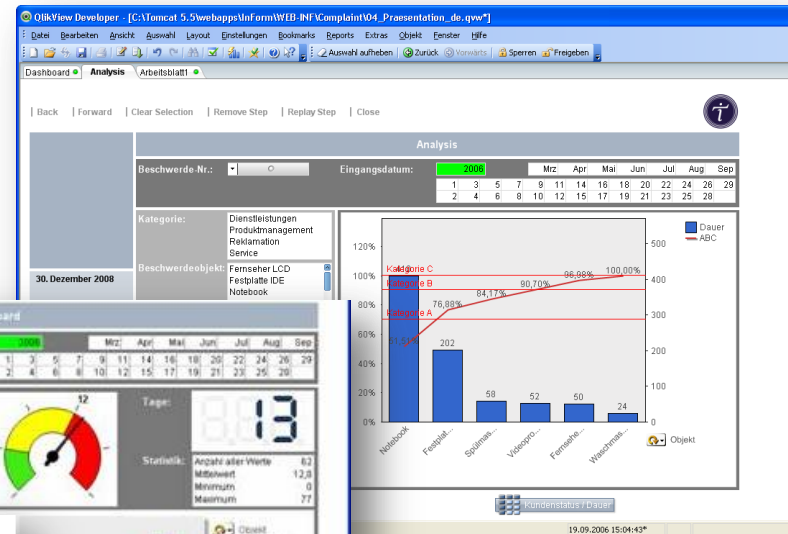 QlikView Developer - [C:\Tomcat 5.5\webapps\InForm\WEB-INF\Complaint\04_Praesentation_de.qvw*]
Datei Bearbeiten Ansicht Auswahl Layout Einstellungen Bookmarks Reports Extras Objekt Fenster Hilfe
Auswahl aufheben Zurück Vorwärts Sperren Freigeben
Dashboard Analysis Arbeitsblatt1
| Back | Forward | Clear Selection | Remove Step | Replay Step | Close
Analysis
Beschwerde-Nr.: Eingangsdatum: 2006 Mrz Apr Mai Jun Jul Aug Sep
1 3 5 7 9 11 14 16 18 20 22 24 26 29
2 4 6 8 10 12 15 17 19 21 23 25 28
Kategorie: Dienstleistungen
Produktmanagement
Reklamation
Service
Beschwerdeobjekt: Fernseher LCD
Festplatte IDE
Notebook
30. Dezember 2008
120%
80%
60%
40%
20%
0%
Kategorie C
Kategorie B
Kategorie A
51,51%
76,88%
84,17%
90,70%
96,98%
100,00%
202
58
52
50
24
500
400
300
200
100
0
Notebook
Festplat...
Spülmas...
Videopro...
Fernsehe...
Waschmas...
Dauer
ABC
Objekt
Kundenstatus / Dauer
19.09.2006 15:04:43*
2006 Mrz Apr Mai Jun Jul Aug Sep
1 3 5 7 9 11 14 16 18 20 22 24 26 29
2 4 6 8 10 12 15 17 19 21 23 25 28
12
Tage: 13
Statistik: Anzahl aller Werte 62
Mittelwert 12,8
Minimum 0
Maximum 77
Objekt